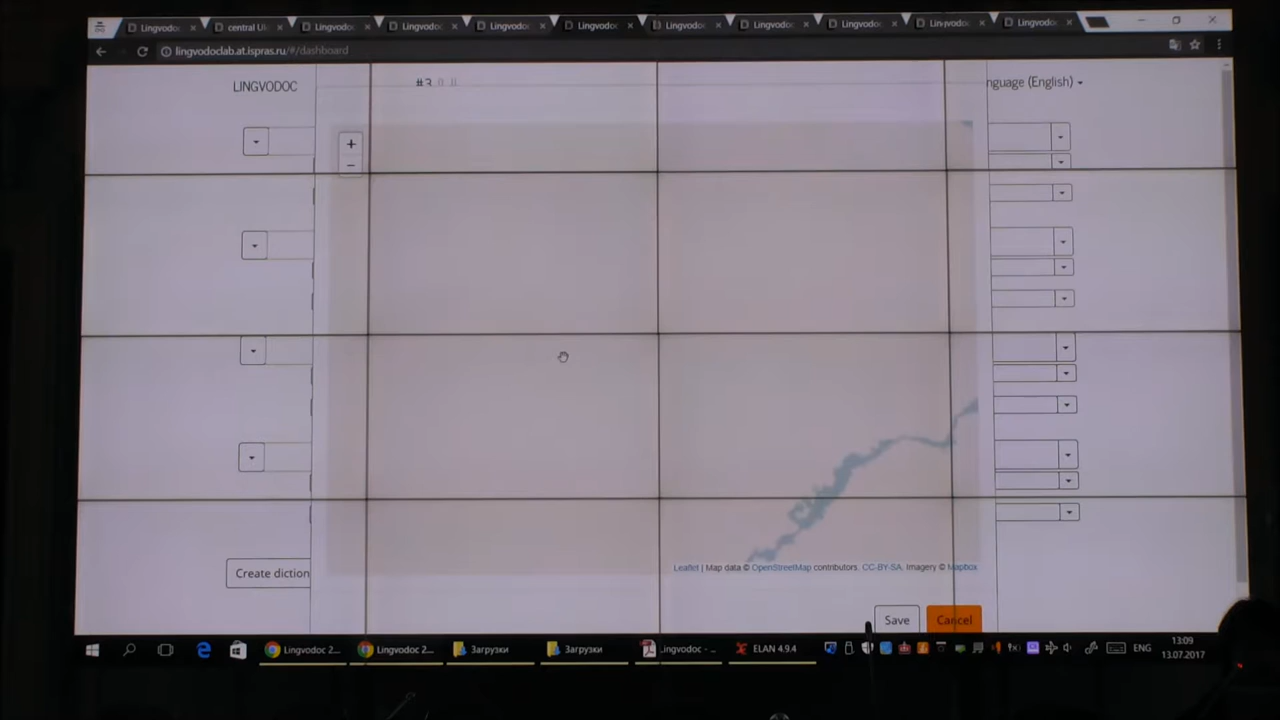 Lingvodoc central U Lingvodoc Lingvodoc Lingvodoc Lingvodoc Lingvodoc Lingvodoc Lingvodoc Lingvodoc Lingvodoc
lingvodoclab.at.ispras.ru/#/dashboard
LINGVODOC
nguage (English)
+
−
Leaflet | Map data © OpenStreetMap contributors, CC-BY-SA, Imagery © Mapbox
Create diction
Save Cancel
Lingvodoc 2... Lingvodoc 2... Загрузки Загрузки Lingvodoc - ... ELAN 4.9.4 ENG
13:09
13.07.2017